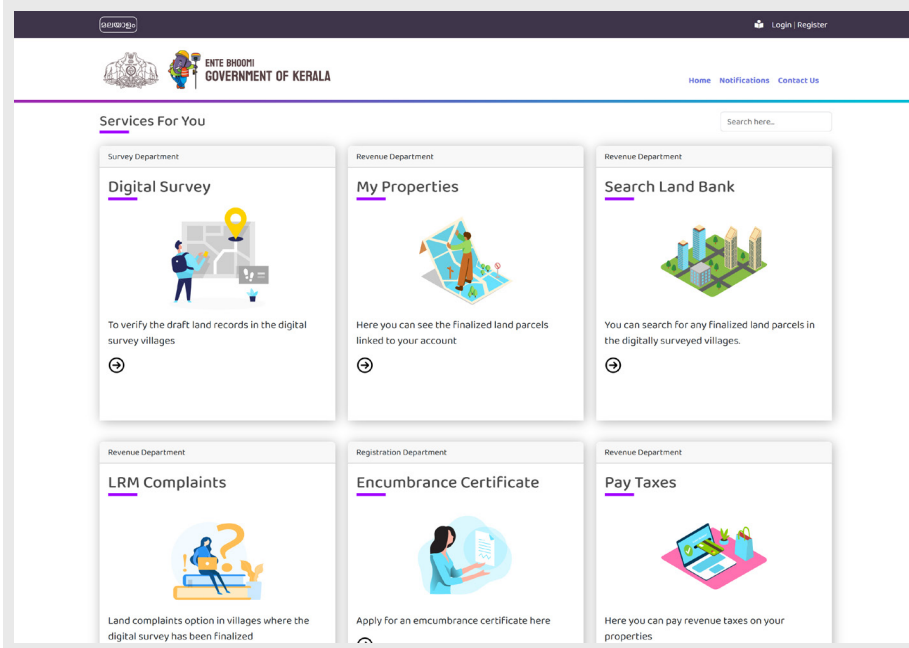 മലയാളം
Login | Register
ENTE BHOOMI
GOVERNMENT OF KERALA
Home Notifications Contact Us
Services For You
Search here..
Survey Department
Digital Survey
To verify the draft land records in the digital
survey villages
Revenue Department
My Properties
Here you can see the finalized land parcels
linked to your account
Revenue Department
Search Land Bank
You can search for any finalized land parcels in
the digitally surveyed villages.
Revenue Department
LRM Complaints
Land complaints option in villages where the
digital survey has been finalized
Registration Department
Encumbrance Certificate
Apply for an emcumbrance certificate here
Revenue Department
Pay Taxes
Here you can pay revenue taxes on your
properties